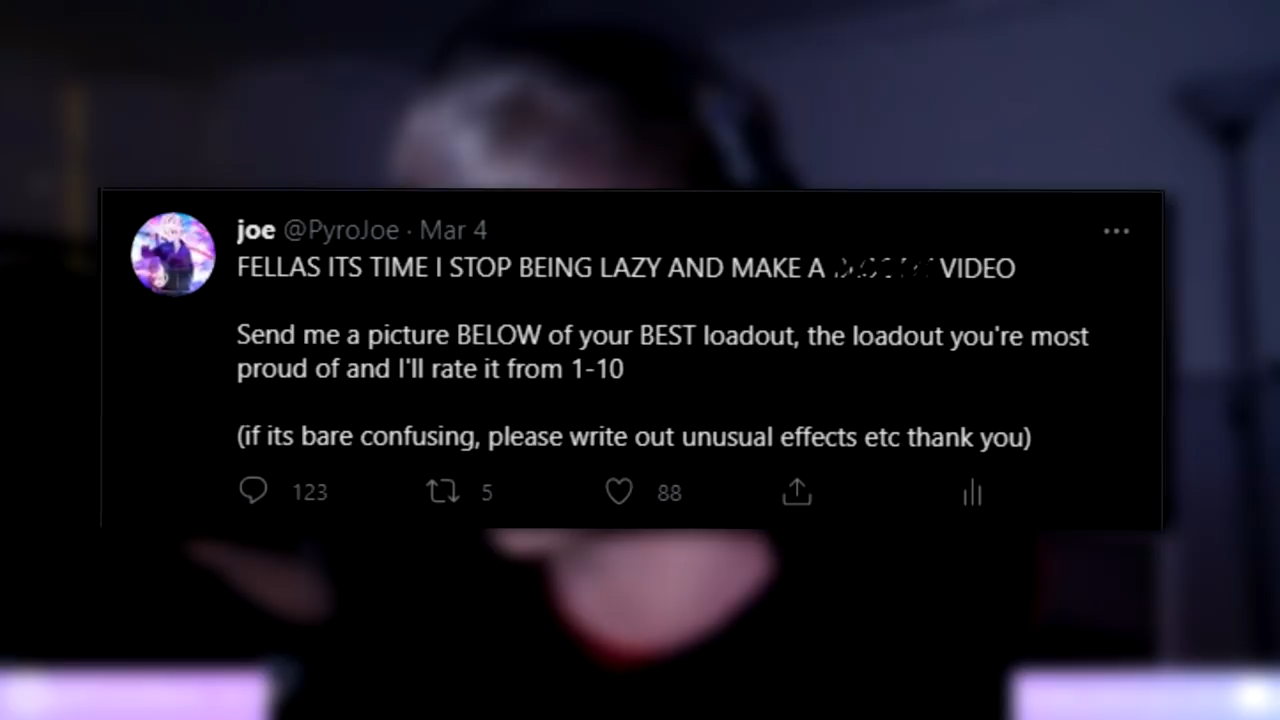 joe @PyroJoe · Mar 4
FELLAS ITS TIME I STOP BEING LAZY AND MAKE A VIDEO
Send me a picture BELOW of your BEST loadout, the loadout you're most
proud of and I'll rate it from 1-10
(if its bare confusing, please write out unusual effects etc thank you)
123 5 88